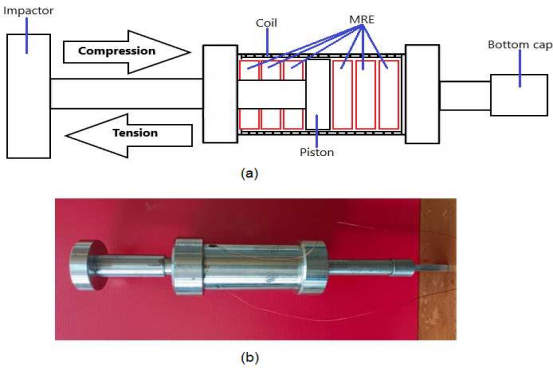 Impactor
Coil
MRE
Compression
Bottom cap
Tension
Piston
(a)
(b)